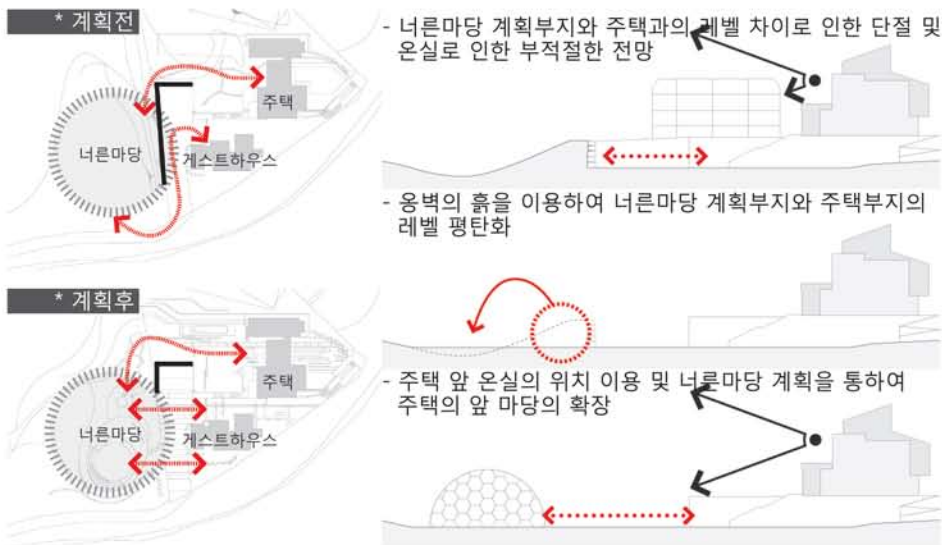 * 계획전
주택
너른마당
게스트하우스
* 계획후
주택
너른마당
게스트하우스
- 너른마당 계획부지와 주택과의 레벨 차이로 인한 단절 및
온실로 인한 부적절한 전망
- 옹벽의 흙을 이용하여 너른마당 계획부지와 주택부지의
레벨 평탄화
- 주택 앞 온실의 위치 이용 및 너른마당 계획을 통하여
주택의 앞 마당의 확장